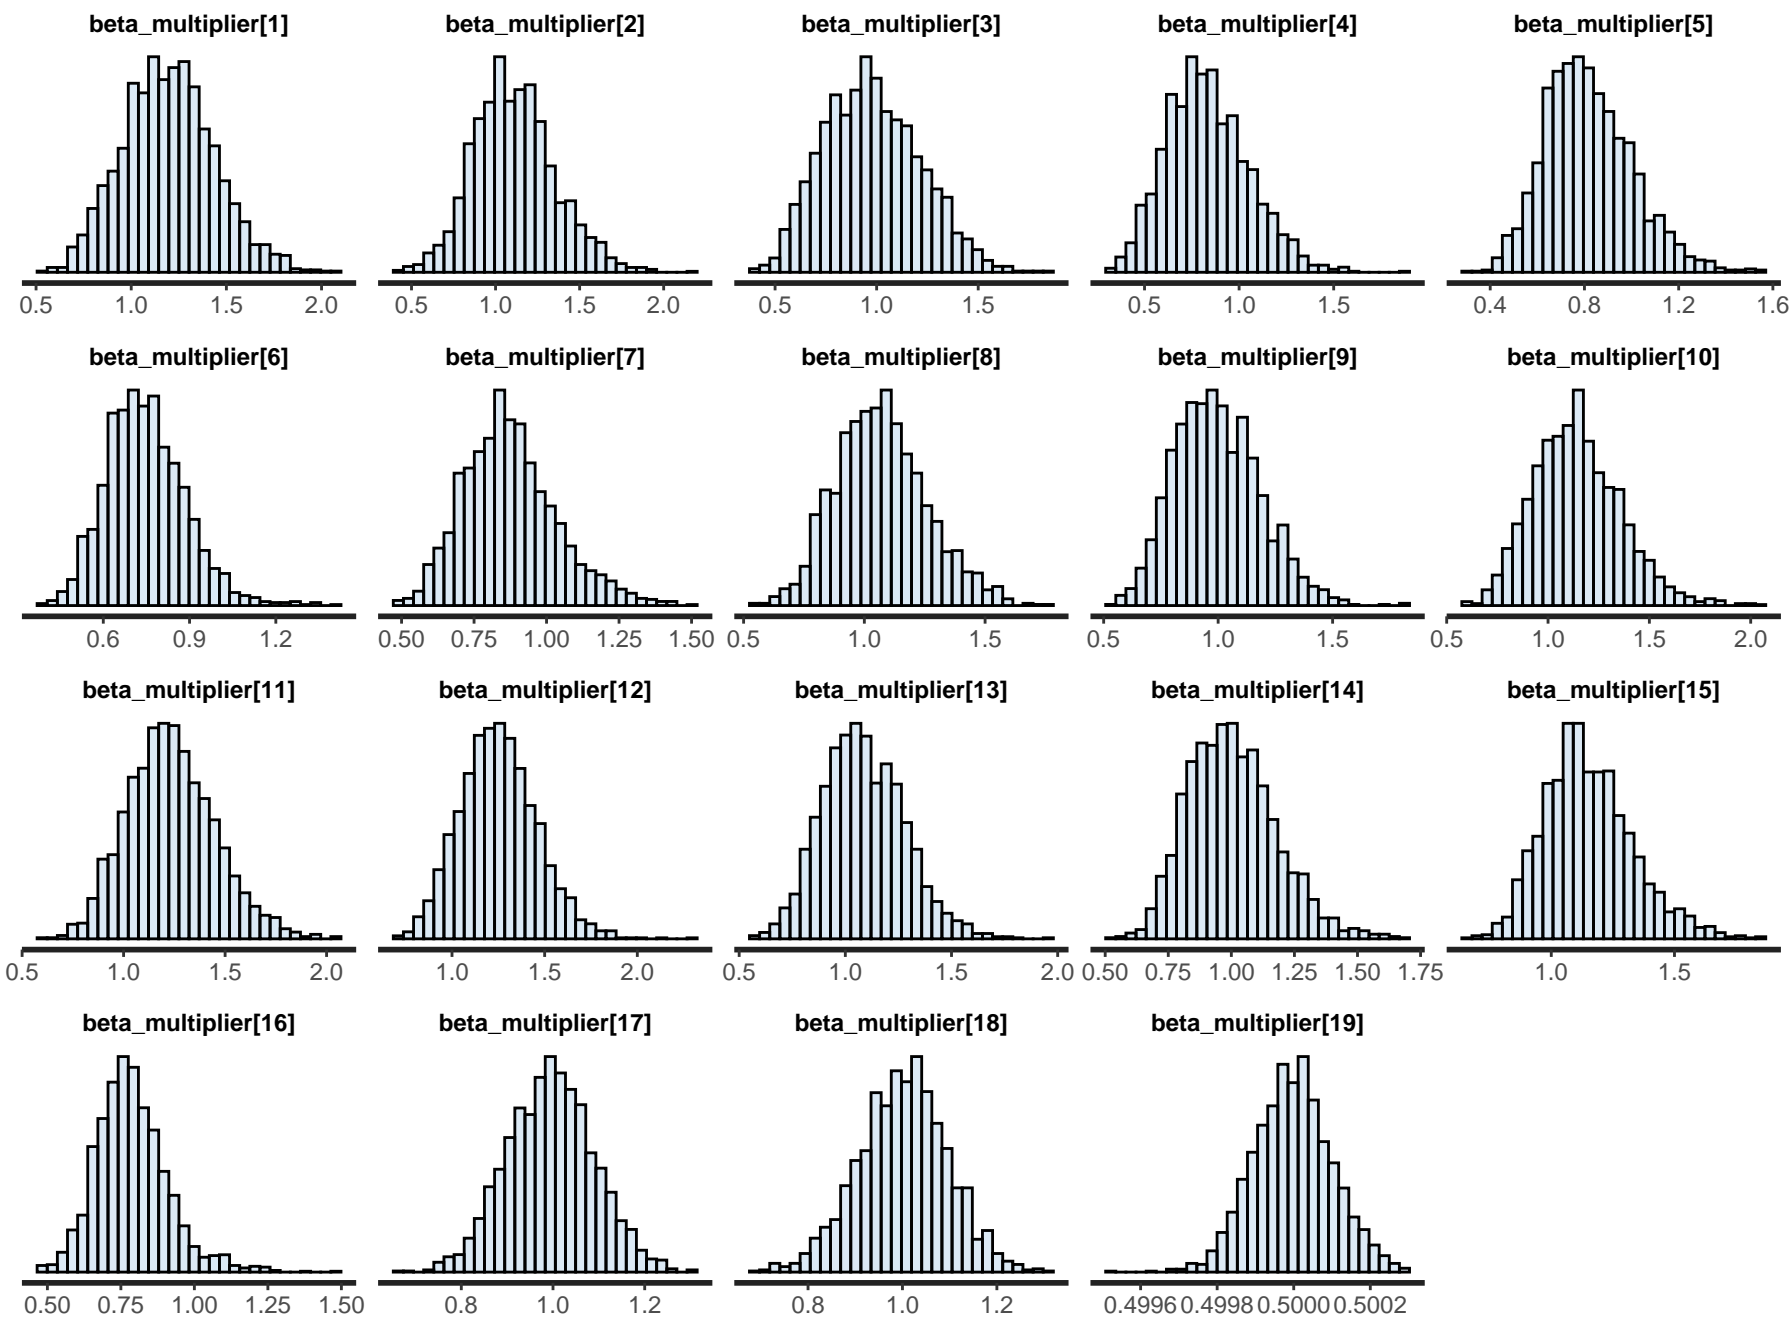 beta_multiplier[1] beta_multiplier[2] beta_multiplier[3] beta_multiplier[4] beta_multiplier[5]
0.5 1.0 1.5 2.0 0.5 1.0 1.5 2.0 0.5 1.0 1.5 0.5 1.0 1.5 0.4 0.8 1.2 1.6
beta_multiplier[6] beta_multiplier[7] beta_multiplier[8] beta_multiplier[9] beta_multiplier[10]
0.6 0.9 1.2 0.50 0.75 1.00 1.25 1.50 0.5 1.0 1.5 0.5 1.0 1.5 0.5 1.0 1.5 2.0
beta_multiplier[11] beta_multiplier[12] beta_multiplier[13] beta_multiplier[14] beta_multiplier[15]
0.5 1.0 1.5 2.0 1.0 1.5 2.0 0.5 1.0 1.5 2.0 0.50 0.75 1.00 1.25 1.50 1.75 1.0 1.5
beta_multiplier[16] beta_multiplier[17] beta_multiplier[18] beta_multiplier[19]
0.50 0.75 1.00 1.25 1.50 0.8 1.0 1.2 0.8 1.0 1.2 0.4996 0.4998 0.5000 0.5002